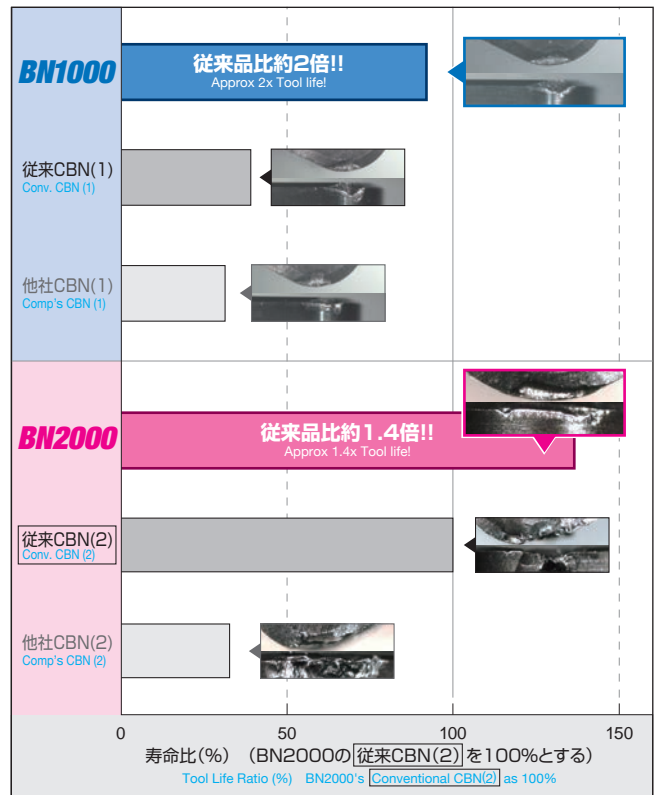 BN1000
従来品比約2倍!!
Approx 2x Tool life!
従来CBN(1)
Conv. CBN (1)
他社CBN(1)
Comp's CBN (1)
BN2000
従来品比約1.4倍!!
Approx 1.4x Tool life!
従来CBN(2)
Conv. CBN (2)
他社CBN(2)
Comp's CBN (2)
0 50 100 150
寿命比(%) (BN2000の従来CBN(2)を100%とする)
Tool Life Ratio (%) BN2000's Conventional CBN(2) as 100%